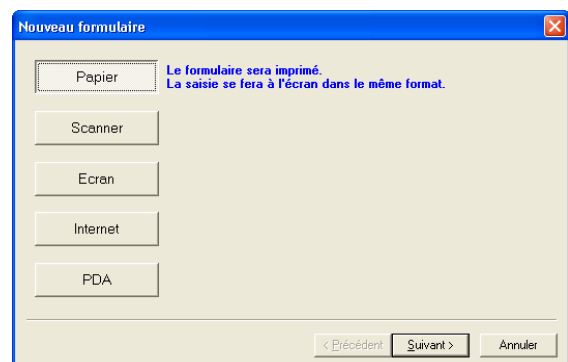 Nouveau formulaire
Papier
Le formulaire sera imprimé.
La saisie se fera à l'écran dans le même format.
Scanner
Ecran
Internet
PDA
< Précédent
Suivant >
Annuler